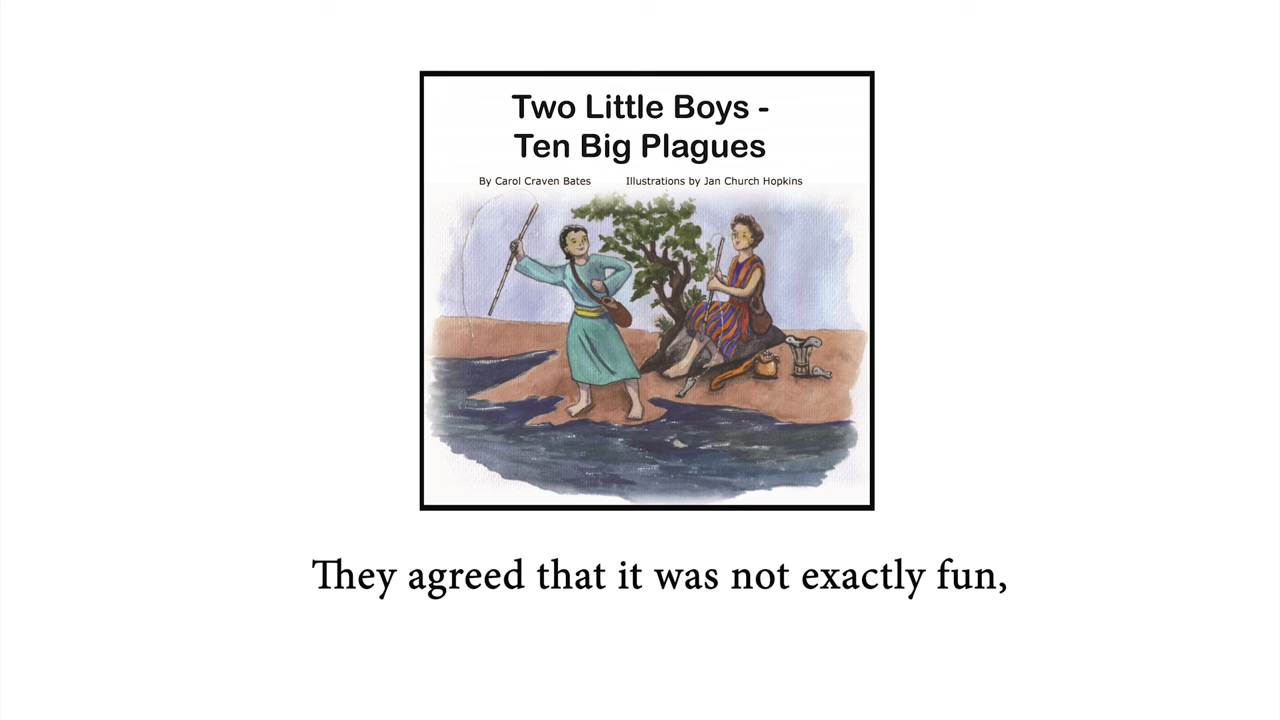 Two Little Boys -
Ten Big Plagues
By Carol Craven Bates Illustrations by Jan Church Hopkins
They agreed that it was not exactly fun,